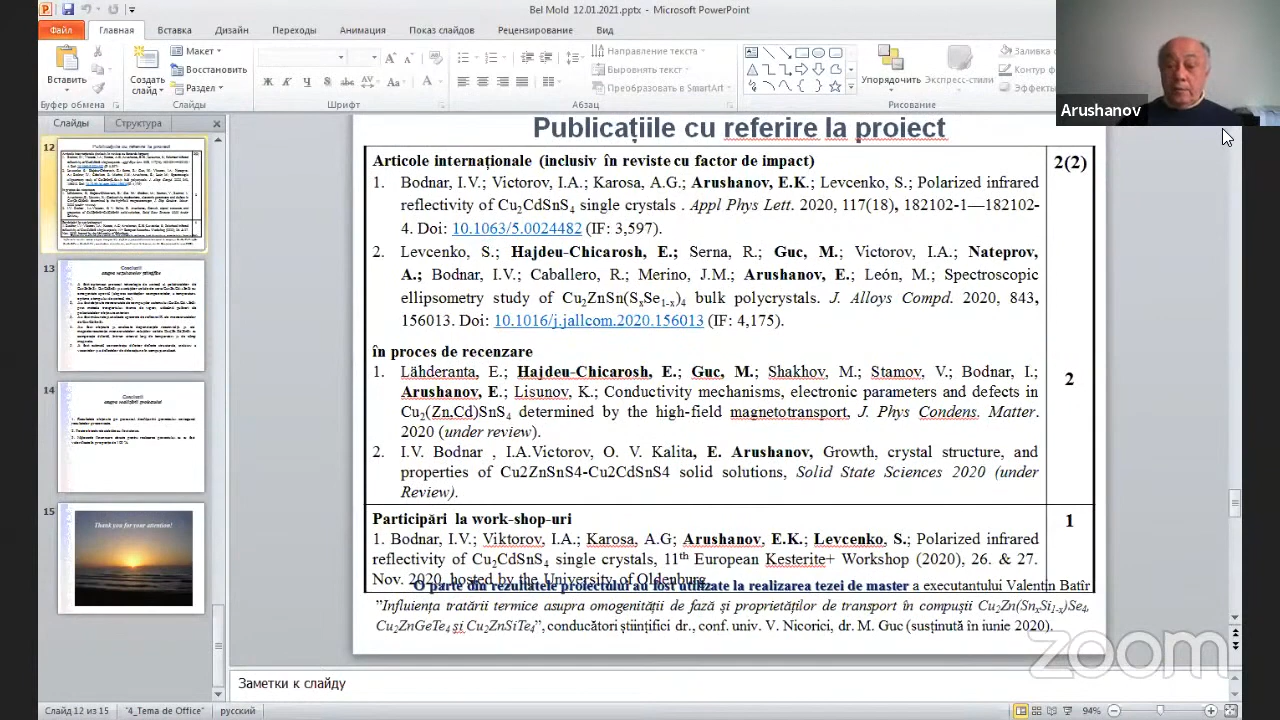 Bel Mold 12.01.2021.pptx - Microsoft PowerPoint
Файл Главная Вставка Дизайн Переходы Анимация Показ слайдов Рецензирование Вид
Вставить
Буфер обмена
Создать слайд
Макет
Восстановить
Раздел
Слайды
Шрифт
Направление текста
Выровнять текст
Преобразовать в SmartArt
Абзац
Упорядочить
Экспресс-стили
Рисование
Заливка
Контур
Эффекты
Arushanov
Слайды Структура
12
13
14
15
Thank you for your attention!
Publicațiile cu referire la proiect
Articole internaționale (inclusiv în reviste cu factor de impact) 2(2)
1. Bodnar, I.V.; Victorov, I.A.; Karosa, A.G.; Arushanov, E.K.; Levcenko, S.; Polarized infrared
reflectivity of Cu2CdSnS4 single crystals . Appl Phys Lett. 2020, 117(18), 182102-1—182102-
4. Doi: 10.1063/5.0024482 (IF: 3,597).
2. Levcenko, S.; Hajdeu-Chicarosh, E.; Serna, R.; Guc, M.; Victorov, I.A.; Nateprov,
A.; Bodnar, I.V.; Caballero, R.; Merino, J.M.; Arushanov, E.; León, M.; Spectroscopic
ellipsometry study on Cu2ZnSn(SxSe1-x)4 bulk polycrystals. J. Alloys Compd. 2020, 843,
156013. Doi: 10.1016/j.jallcom.2020.156013 (IF: 4,175).
în proces de recenzare 2
1. Lähderanta, E.; Hajdeu-Chicarosh, E.; Guc, M.; Shakhov, M.; Stamov, V.; Bodnar, I.;
Arushanov, E.; Lisunov, K.; Conductivity mechanisms, electronic parameters and defects in
Cu2(Zn,Cd)SnS4 determined by the high-field magnetotransport. J. Phys Condens. Matter.
2020 (under review).
2. I.V. Bodnar , I.A.Victorov, O. V. Kalita, E. Arushanov, Growth, crystal structure, and
properties of Cu2ZnSnS4-Cu2CdSnS4 solid solutions, Solid State Sciences 2020 (under
Review).
Participări la work-shop-uri 1
1. Bodnar, I.V.; Viktorov, I.A.; Karosa, A.G; Arushanov, E.K.; Levcenko, S.; Polarized infrared
reflectivity of Cu2CdSnS4 single crystals, 11th European Kesterite+ Workshop (2020), 26. & 27.
Nov. 2020, hosted by the University of Oldenburg.
O parte din rezultatele proiectului au fost utilizate la realizarea tezei de master a executantului Valentin Batîr
”Influiența tratării termice asupra omogenității de fază și proprietăților de transport în compușii Cu2Zn(SnxSi1-x)Se4,
Cu2ZnGeTe4 și Cu2ZnSiTe4”, conducători științifici dr., conf. univ. V. Nicorici, dr. M. Guc (susținută în iunie 2020).
zoom
Заметки к слайду
Слайд 12 из 15 "4_Tema de Office" русский 94%